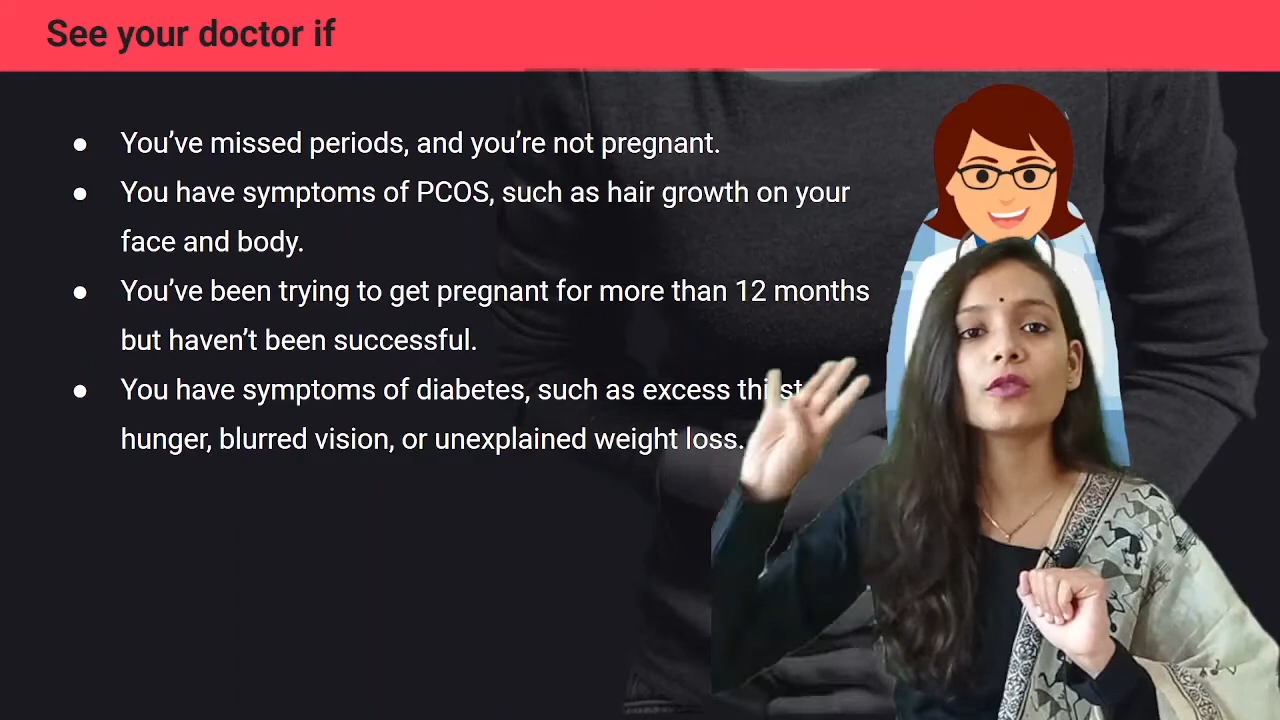 See your doctor if
● You’ve missed periods, and you’re not pregnant.
● You have symptoms of PCOS, such as hair growth on your
face and body.
● You’ve been trying to get pregnant for more than 12 months
but haven’t been successful.
● You have symptoms of diabetes, such as excess
hunger, blurred vision, or unexplained weight loss.